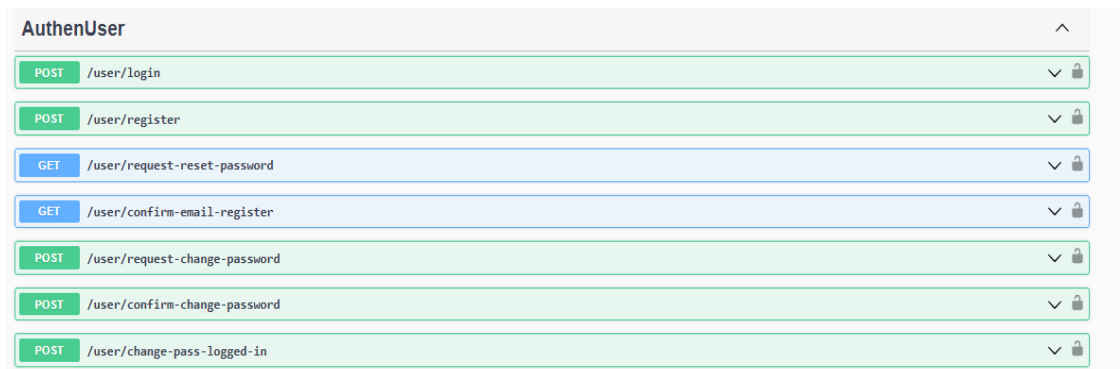 AuthenUser
POST /user/login
POST /user/register
GET /user/request-reset-password
GET /user/confirm-email-register
POST /user/request-change-password
POST /user/confirm-change-password
POST /user/change-pass-logged-in